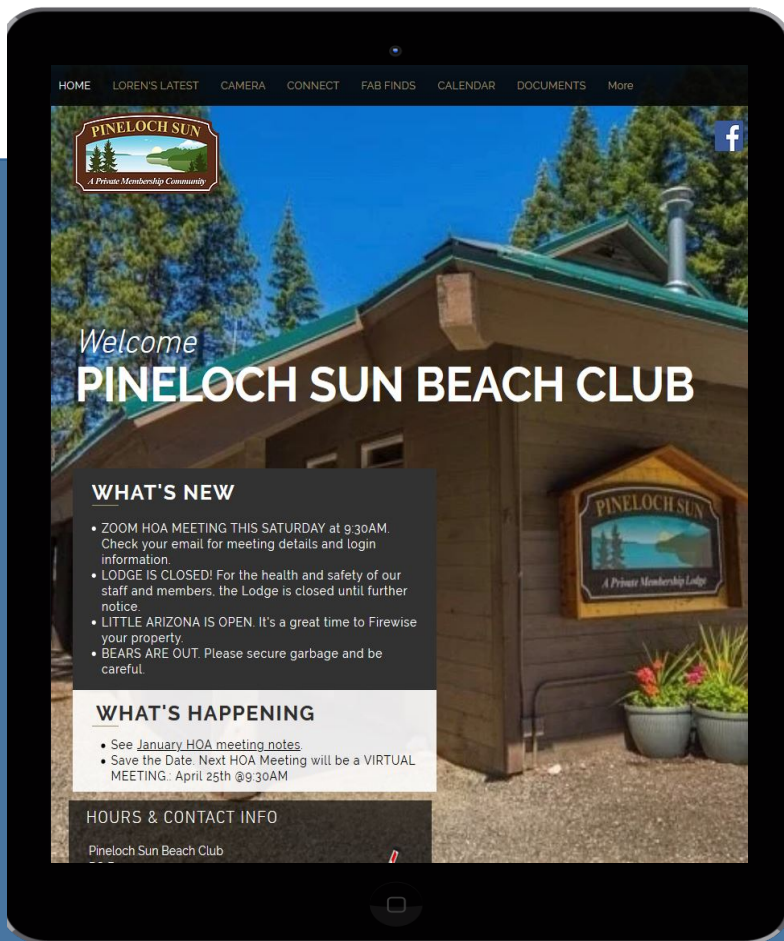 HOME LOREN'S LATEST CAMERA CONNECT FAB FINDS CALENDAR DOCUMENTS More
PINELOCH SUN
A Private Membership Community
f
Welcome
PINELOCH SUN BEACH CLUB
WHAT'S NEW
• ZOOM HOA MEETING THIS SATURDAY at 9:30AM.
Check your email for meeting details and login
information.
• LODGE IS CLOSED! For the health and safety of our
staff and members, the Lodge is closed until further
notice.
• LITTLE ARIZONA IS OPEN. It's a great time to Firewise
your property.
• BEARS ARE OUT. Please secure garbage and be
careful.
PINELOCH SUN
A Private Membership Lodge
WHAT'S HAPPENING
• See January HOA meeting notes.
• Save the Date. Next HOA Meeting will be a VIRTUAL
MEETING.: April 25th @9:30AM
HOURS & CONTACT INFO
Pineloch Sun Beach Club